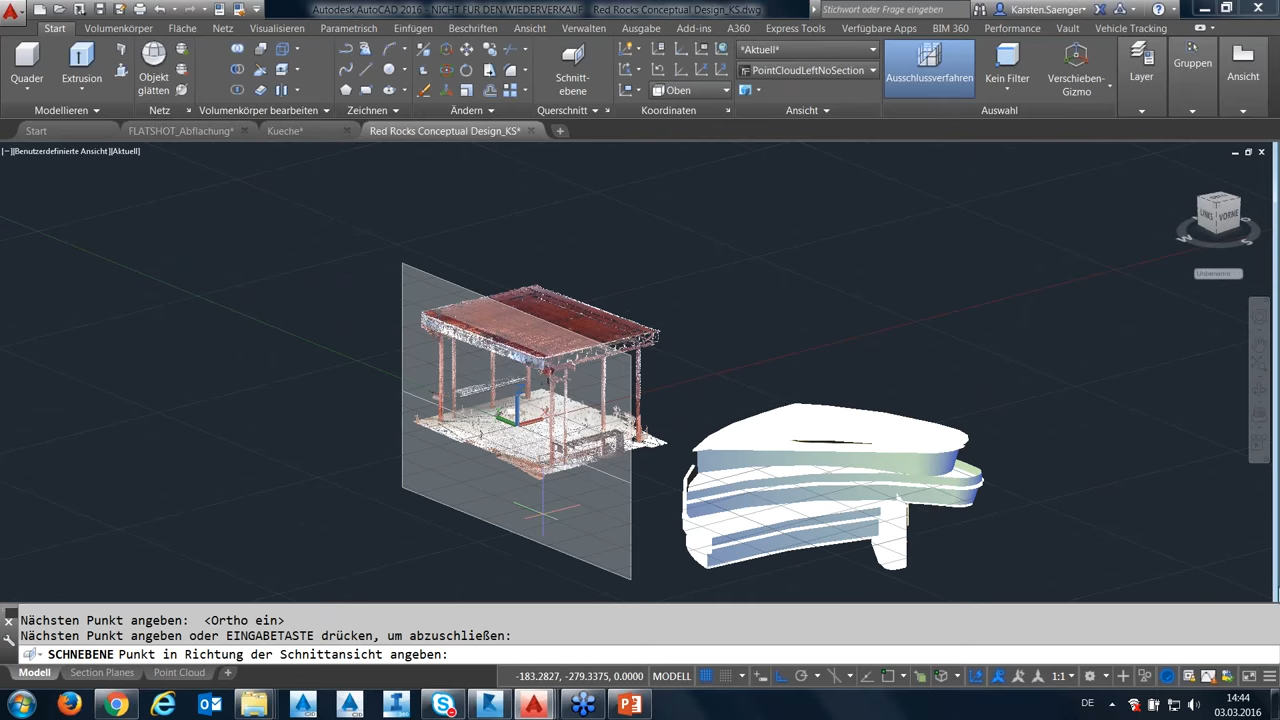 Autodesk AutoCAD 2016 - NICHT FÜR DEN WIEDERVERKAUF    Red Rocks Conceptual Design_KS.dwg
Stichwort oder Frage eingeben
Karsten.Saenger
Start Volumenkörper Fläche Netz Visualisieren Parametrisch Einfügen Beschriften Ansicht Verwalten Ausgabe Add-ins A360 Express Tools Verfügbare Apps BIM 360 Performance Vault Vehicle Tracking
Quader
Extrusion
Objekt
glätten
Schnitt-
ebene
*Aktuell*
PointCloudLeftNoSection
Oben
Ausschlussverfahren
Kein Filter
Verschieben-
Gizmo
Layer
Gruppen
Ansicht
Modellieren Netz Volumenkörper bearbeiten Zeichnen Ändern Querschnitt Koordinaten Ansicht Auswahl
Start FLATSHOT_Abflachung* Kueche* Red Rocks Conceptual Design_KS*
[−][Benutzerdefinierte Ansicht][Aktuell]
LINKS VORNE
W S
Unbenannt
Nächsten Punkt angeben: <Ortho ein>
Nächsten Punkt angeben oder EINGABETASTE drücken, um abzuschließen:
SCHNEBENE Punkt in Richtung der Schnittansicht angeben:
Modell Section Planes Point Cloud
-183.2827, -279.3375, 0.0000 MODELL
1:1
DE
14:44
03.03.2016